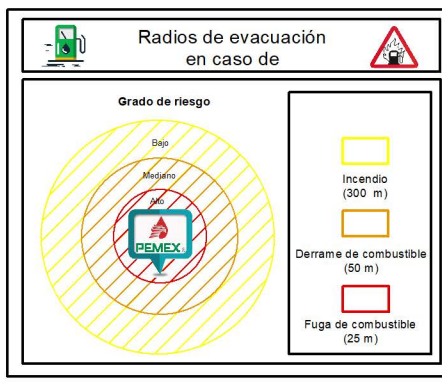 Radios de evacuación
en caso de
Grado de riesgo
Bajo
Mediano
Alto
PEMEX
Incendio
(300 m)
Derrame de combustible
(50 m)
Fuga de combustible
(25 m)